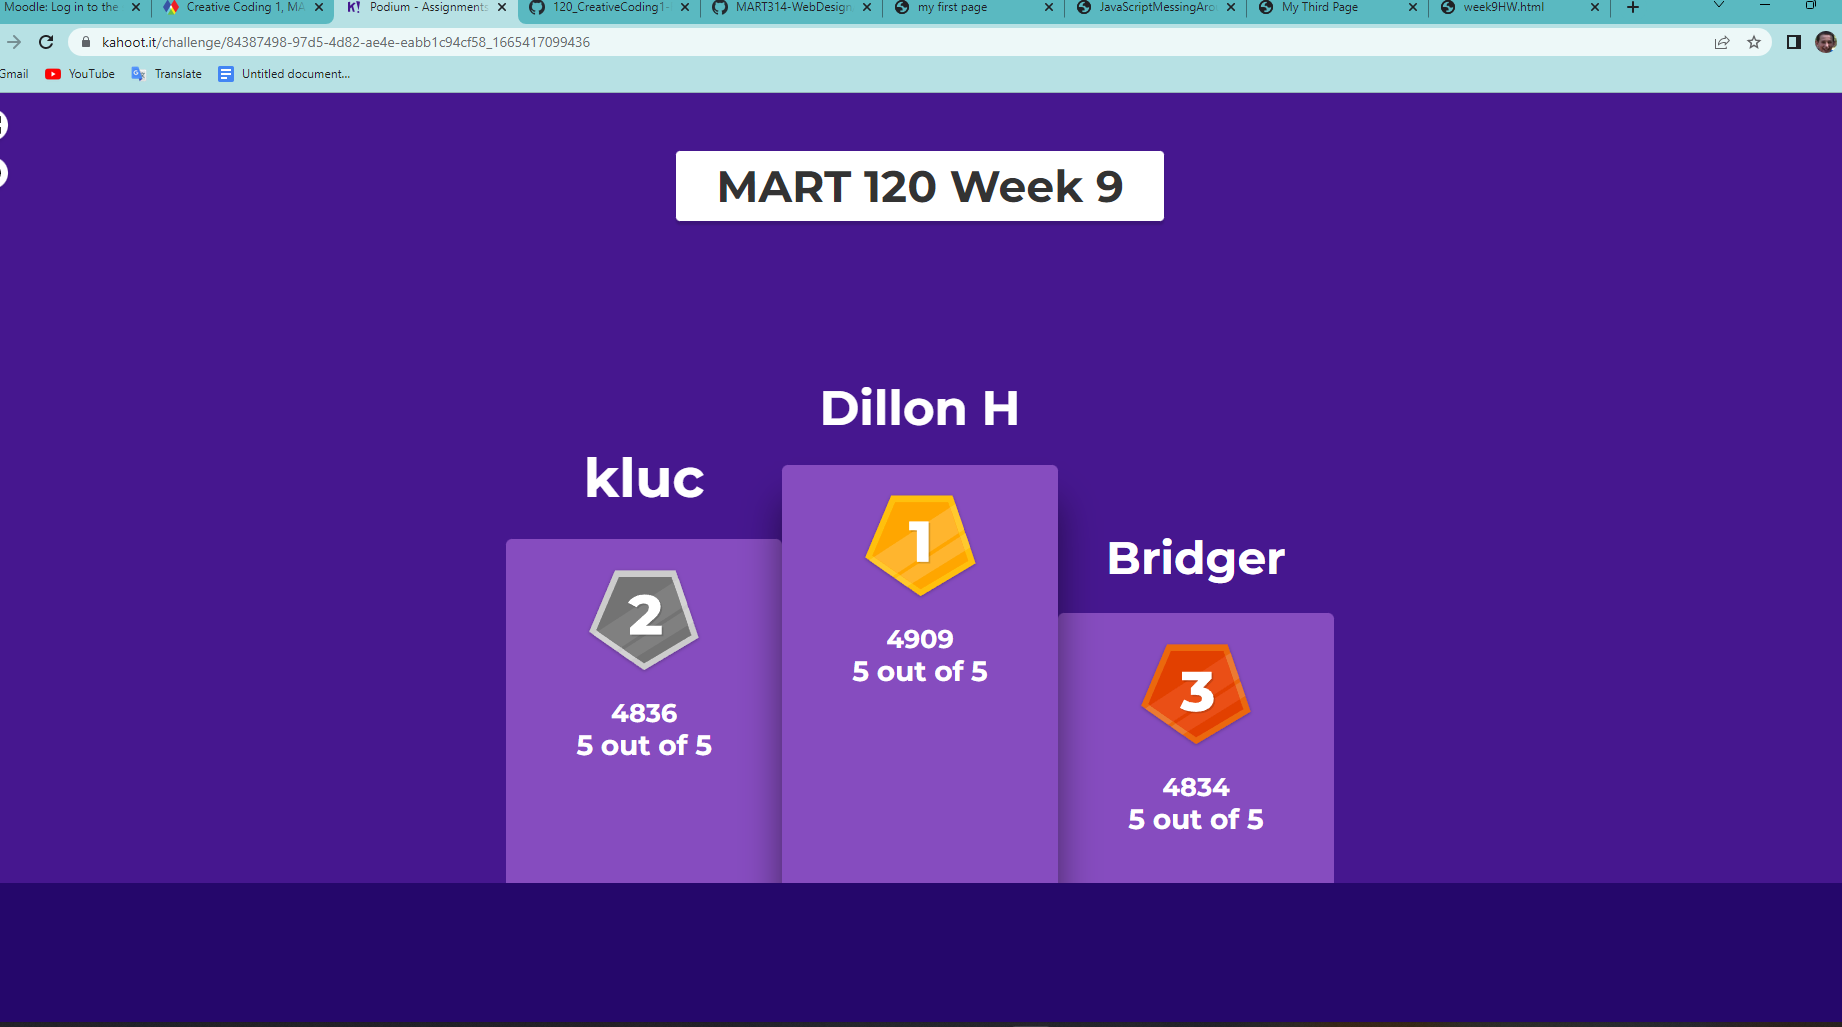 Moodle: Log in to the
Creative Coding 1, MA
K! Podium - Assignments
120_CreativeCoding1-
MART314-WebDesign
my first page
JavaScriptMessingAro
My Third Page
week9HW.html
kahoot.it/challenge/84387498-97d5-4d82-ae4e-eabb1c94cf58_1665417099436
Gmail
YouTube
Translate
Untitled document...
MART 120 Week 9
Dillon H
kluc
Bridger
1
4909
5 out of 5
2
4836
5 out of 5
3
4834
5 out of 5